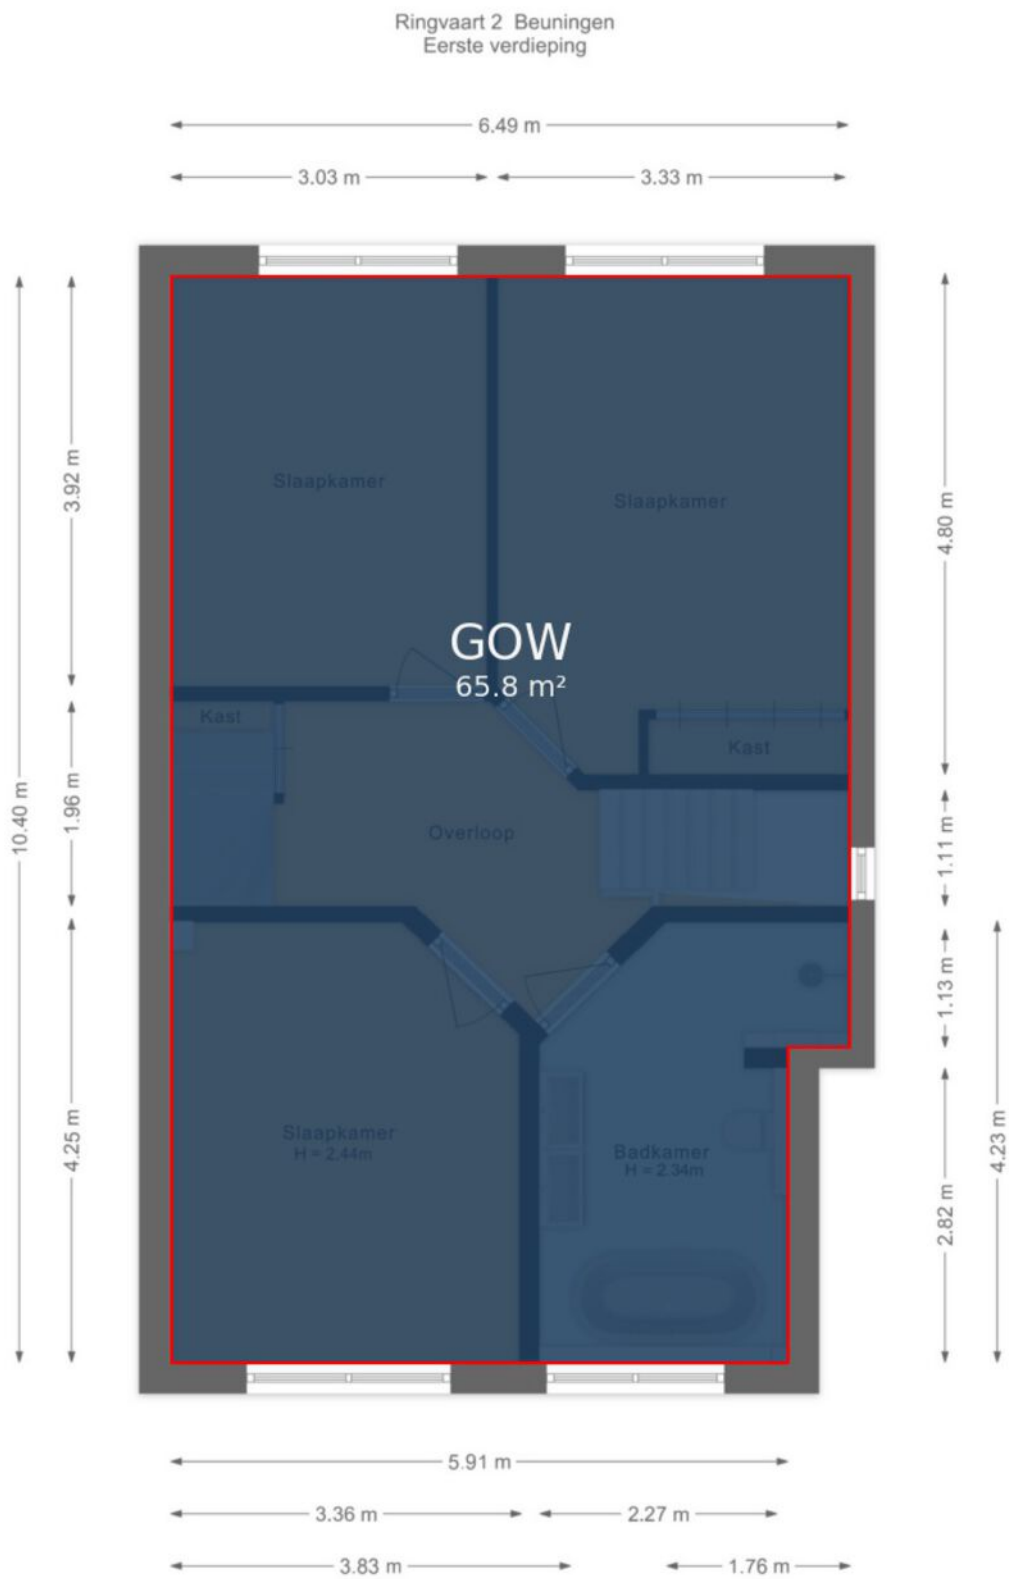 Ringvaart 2 Beuningen
Eerste verdieping
6.49 m
3.03 m
3.33 m
10.40 m
3.92 m
1.96 m
4.25 m
Slaapkamer
Slaapkamer
GOW
65.8 m²
Kast
Kast
Overloop
Slaapkamer
H = 2.44m
Badkamer
H = 2.34m
4.80 m
1.11 m
1.13 m
2.82 m
4.23 m
5.91 m
3.36 m
2.27 m
3.83 m
1.76 m